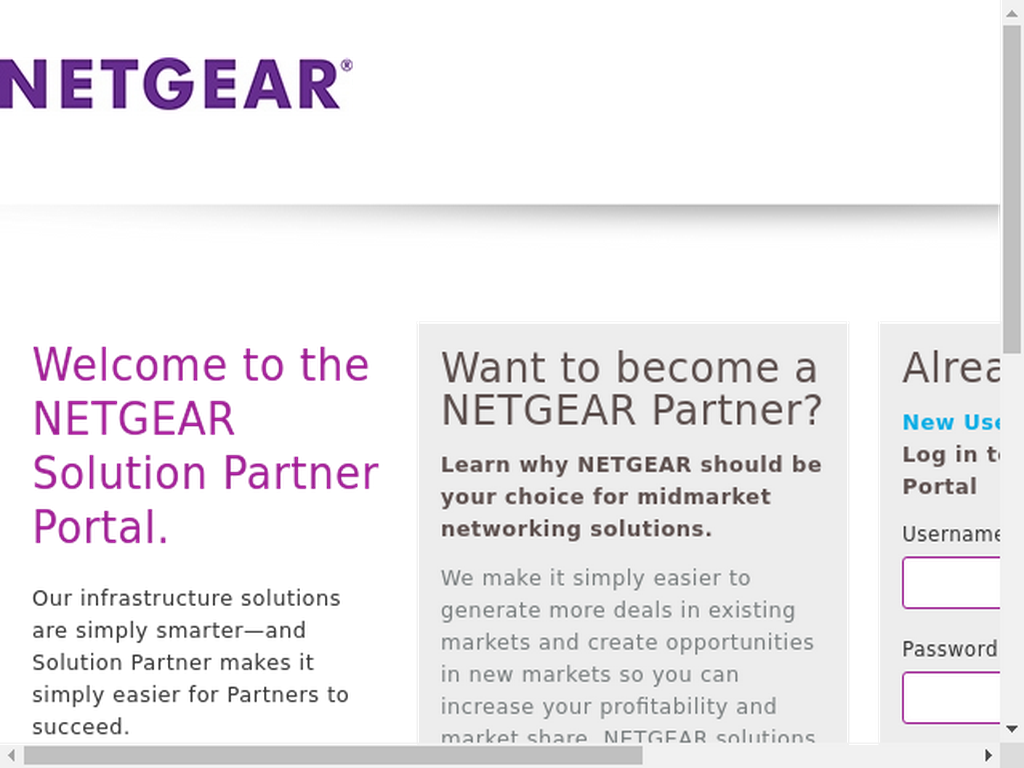 NETGEAR®
Welcome to the
NETGEAR
Solution Partner
Portal.
Our infrastructure solutions
are simply smarter—and
Solution Partner makes it
simply easier for Partners to
succeed.
Want to become a
NETGEAR Partner?
Learn why NETGEAR should be
your choice for midmarket
networking solutions.
We make it simply easier to
generate more deals in existing
markets and create opportunities
in new markets so you can
increase your profitability and
market share. NETGEAR solutions
Alrea
New Use
Log in to
Portal
Username
Password